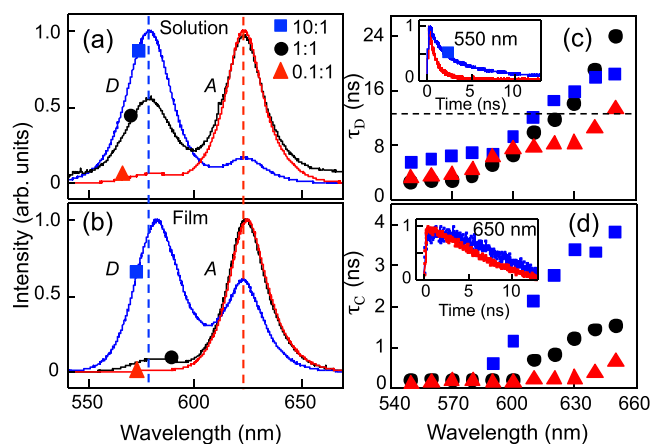 (a)
Solution
D
A
10:1
1:1
0.1:1
1.0
0.5
0
(b)
Film
D
A
1.0
0.5
0
Intensity (arb. units)
550 600 650
Wavelength (nm)
(c)
550 nm
1
0
0 5 10
Time (ns)
24
16
8
0
τD (ns)
(d)
650 nm
1
0
0 5 10
Time (ns)
4
3
2
1
0
τC (ns)
540 570 600 630 660
Wavelength (nm)